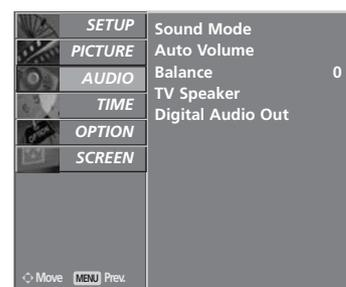 SETUP
PICTURE
AUDIO
TIME
OPTION
SCREEN
Sound Mode
Auto Volume
Balance 0
TV Speaker
Digital Audio Out
Move MENU Prev.